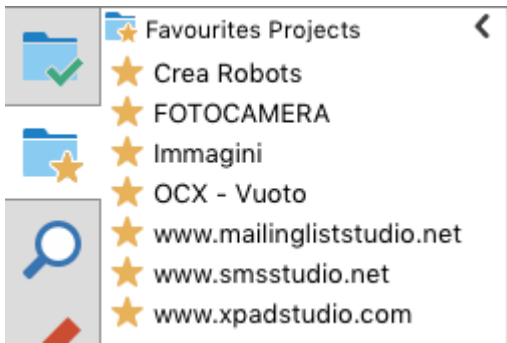 Favourites Projects
Crea Robots
FOTOCAMERA
Immagini
OCX - Vuoto
www.mailingliststudio.net
www.smsstudio.net
www.xpadstudio.com